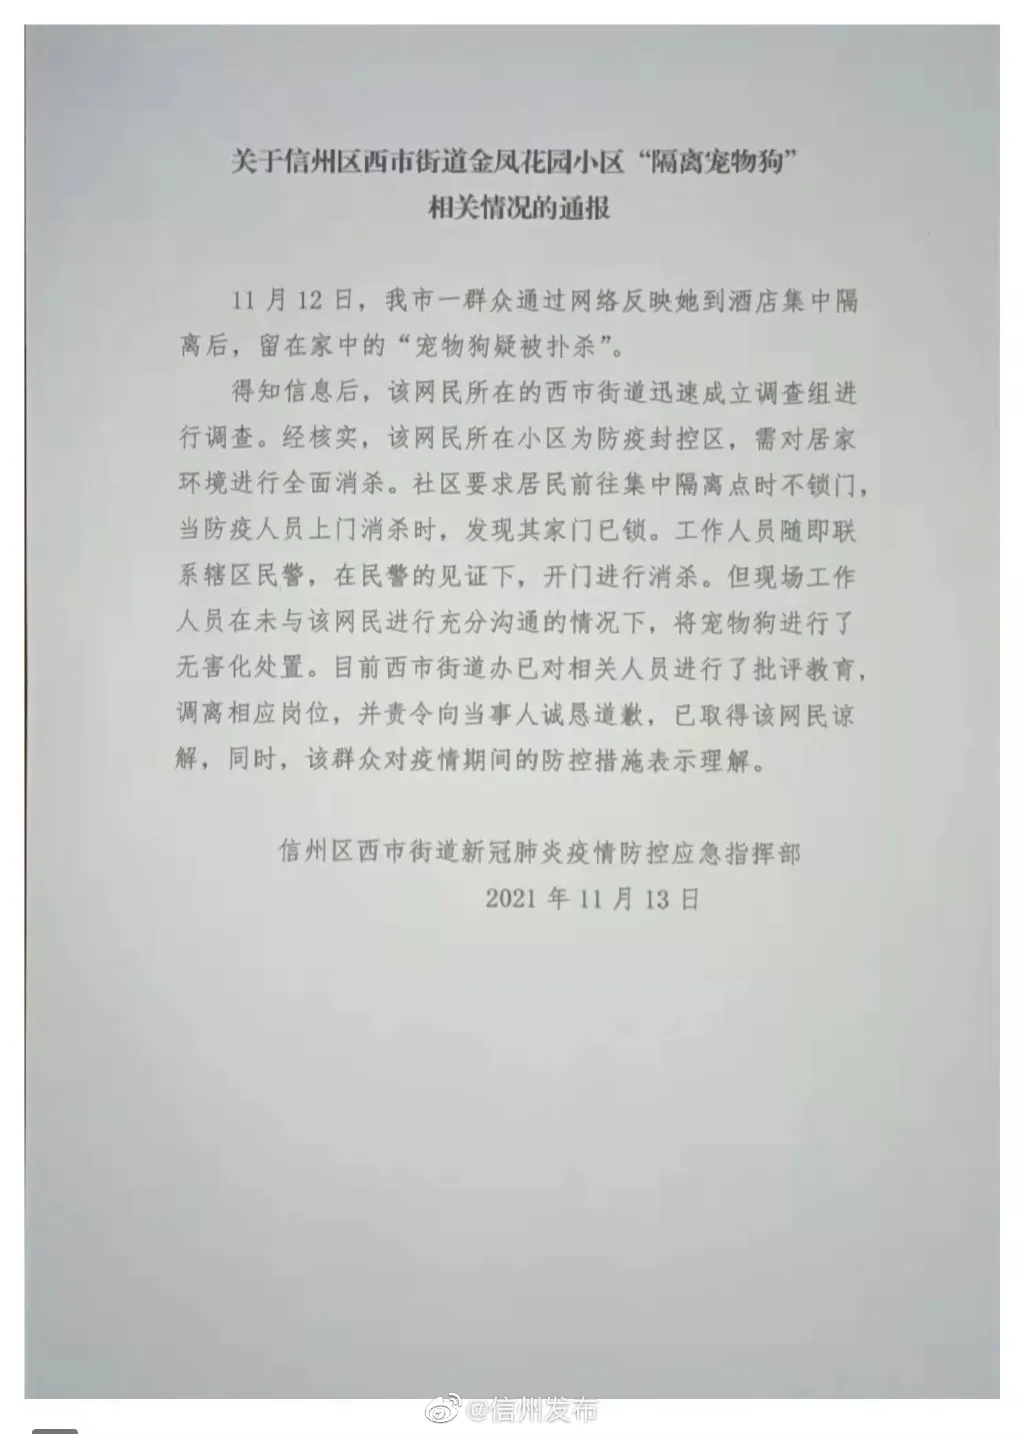 关于信州区西市街道金凤花园小区“隔离宠物狗”
相关情况的通报
11月12日，我市一群众通过网络反映她到酒店集中隔
离后，留在家中的“宠物狗疑被扑杀”。
得知信息后，该网民所在的西市街道迅速成立调查组进
行调查。经核实，该网民所在小区为防疫封控区，需对居家
环境进行全面消杀。社区要求居民前往集中隔离点时不锁门，
当防疫人员上门消杀时，发现其家门已锁。工作人员随即联
系辖区民警，在民警的见证下，开门进行消杀。但现场工作
人员在未与该网民进行充分沟通的情况下，将宠物狗进行了
无害化处置。目前西市街道办已对相关人员进行了批评教育，
调离相应岗位，并责令向当事人诚恳道歉，已取得该网民谅
解，同时，该群众对疫情期间的防控措施表示理解。
信州区西市街道新冠肺炎疫情防控应急指挥部
2021年11月13日
@信州发布